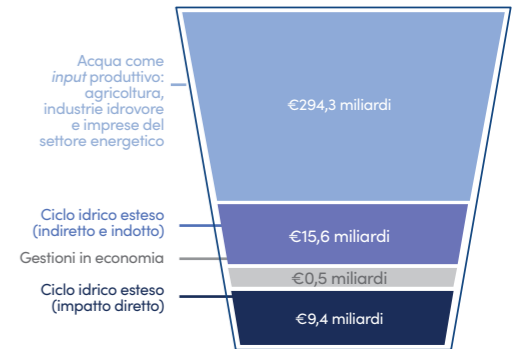 Acqua come
input produttivo:
agricoltura,
industrie idrovore
e imprese del
settore energetico
€294,3 miliardi
Ciclo idrico esteso
(indiretto e indotto)
€15,6 miliardi
Gestioni in economia
€0,5 miliardi
Ciclo idrico esteso
(impatto diretto)
€9,4 miliardi